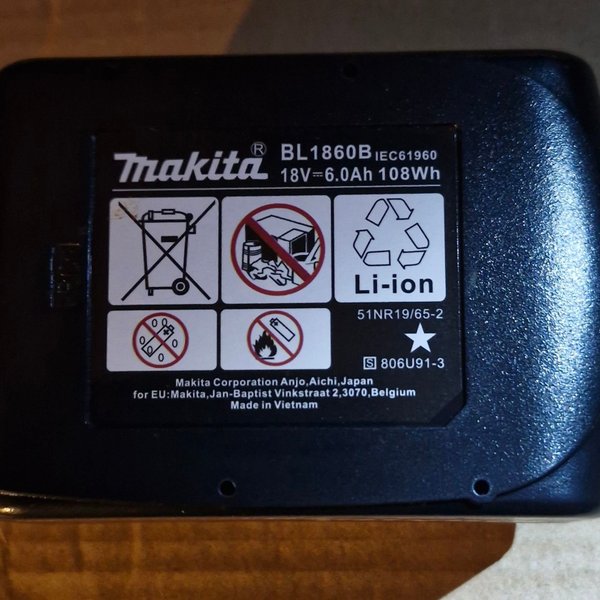 makita® BL1860B IEC61960
18V⎓6.0Ah 108Wh
Li-ion
51NR19/65-2
S 806U91-3
Makita Corporation Anjo,Aichi,Japan
for EU:Makita,Jan-Baptist Vinkstraat 2,3070,Belgium
Made in Vietnam